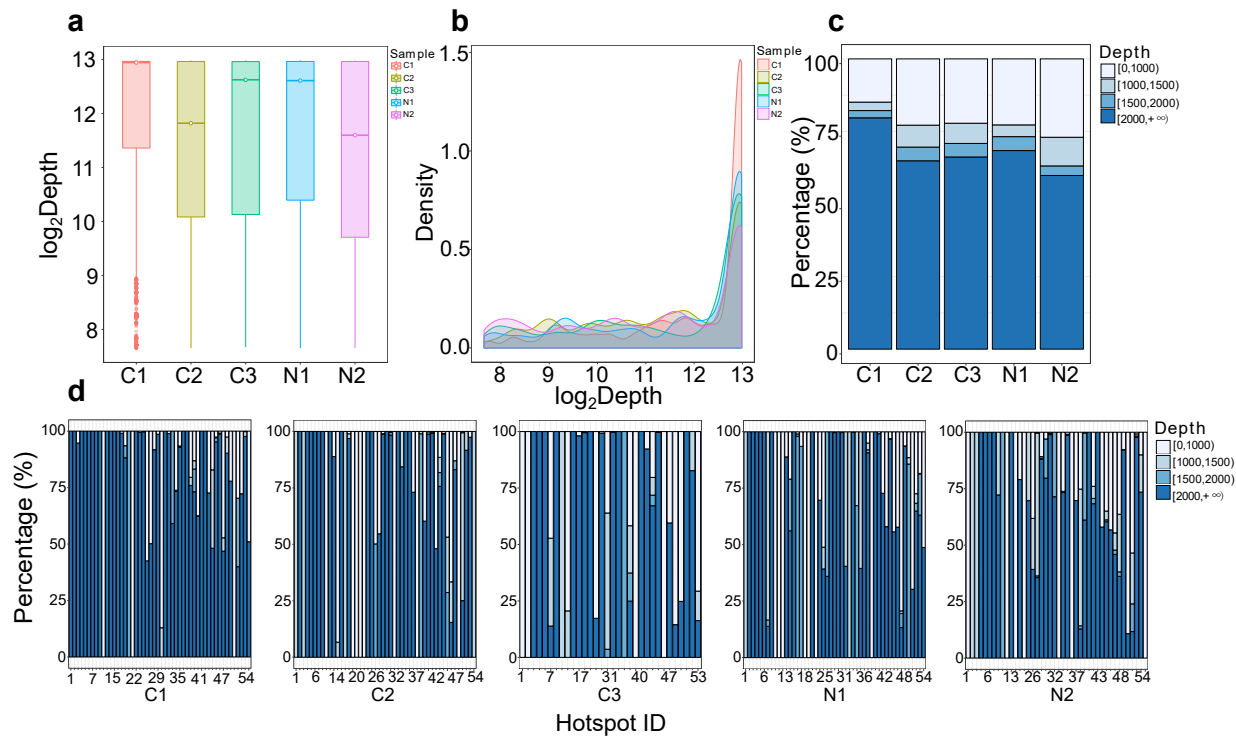 a
log₂Depth
13
12
11
10
9
8
C1 C2 C3 N1 N2
Sample
C1
C2
C3
N1
N2
b
Density
1.5
1.0
0.5
0.0
8 9 10 11 12 13
log₂Depth
Sample
C1
C2
C3
N1
N2
c
Percentage (%)
100
75
50
25
0
C1 C2 C3 N1 N2
Depth
[0,1000)
[1000,1500)
[1500,2000)
[2000,+∞)
d
Percentage (%)
100
75
50
25
0
1 7 15 22 29 35 41 47 54
C1
100
75
50
25
0
1 6 14 20 26 32 37 42 47 54
C2
100
75
50
25
0
1 7 17 31 40 47 53
C3
100
75
50
25
0
1 6 13 18 25 31 36 42 48 54
N1
100
75
50
25
0
1 6 13 26 32 37 43 48 54
N2
Depth
[0,1000)
[1000,1500)
[1500,2000)
[2000,+∞)
Hotspot ID